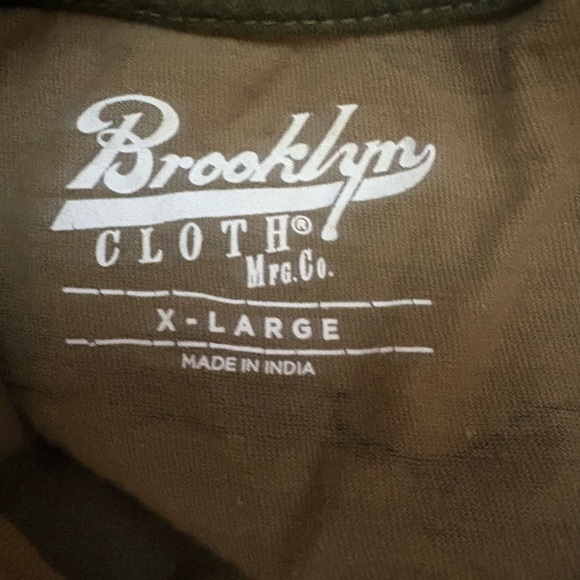 Brooklyn
CLOTH®
MFG.CO.
X-LARGE
MADE IN INDIA